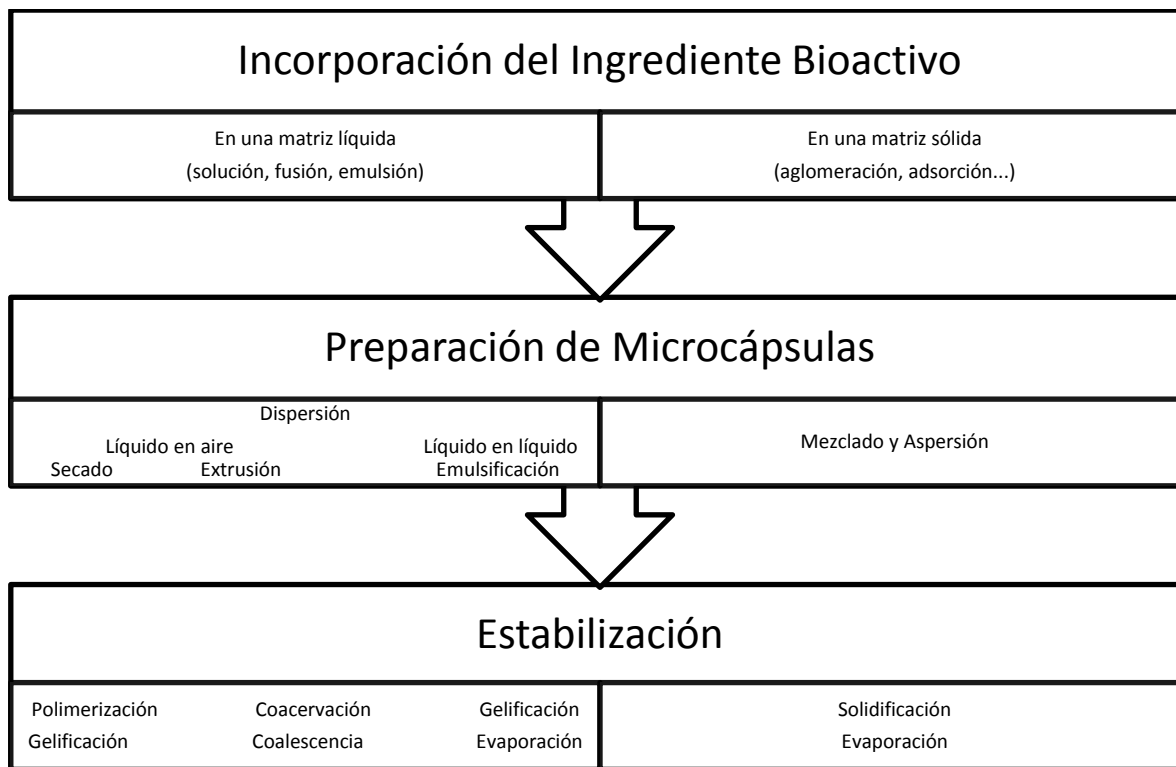 Incorporación del Ingrediente Bioactivo
En una matriz líquida
(solución, fusión, emulsión)
En una matriz sólida
(aglomeración, adsorción...)
Preparación de Microcápsulas
Dispersión
Líquido en aire Líquido en líquido
Secado Extrusión Emulsificación
Mezclado y Aspersión
Estabilización
Polimerización Coacervación Gelificación
Gelificación Coalescencia Evaporación
Solidificación
Evaporación